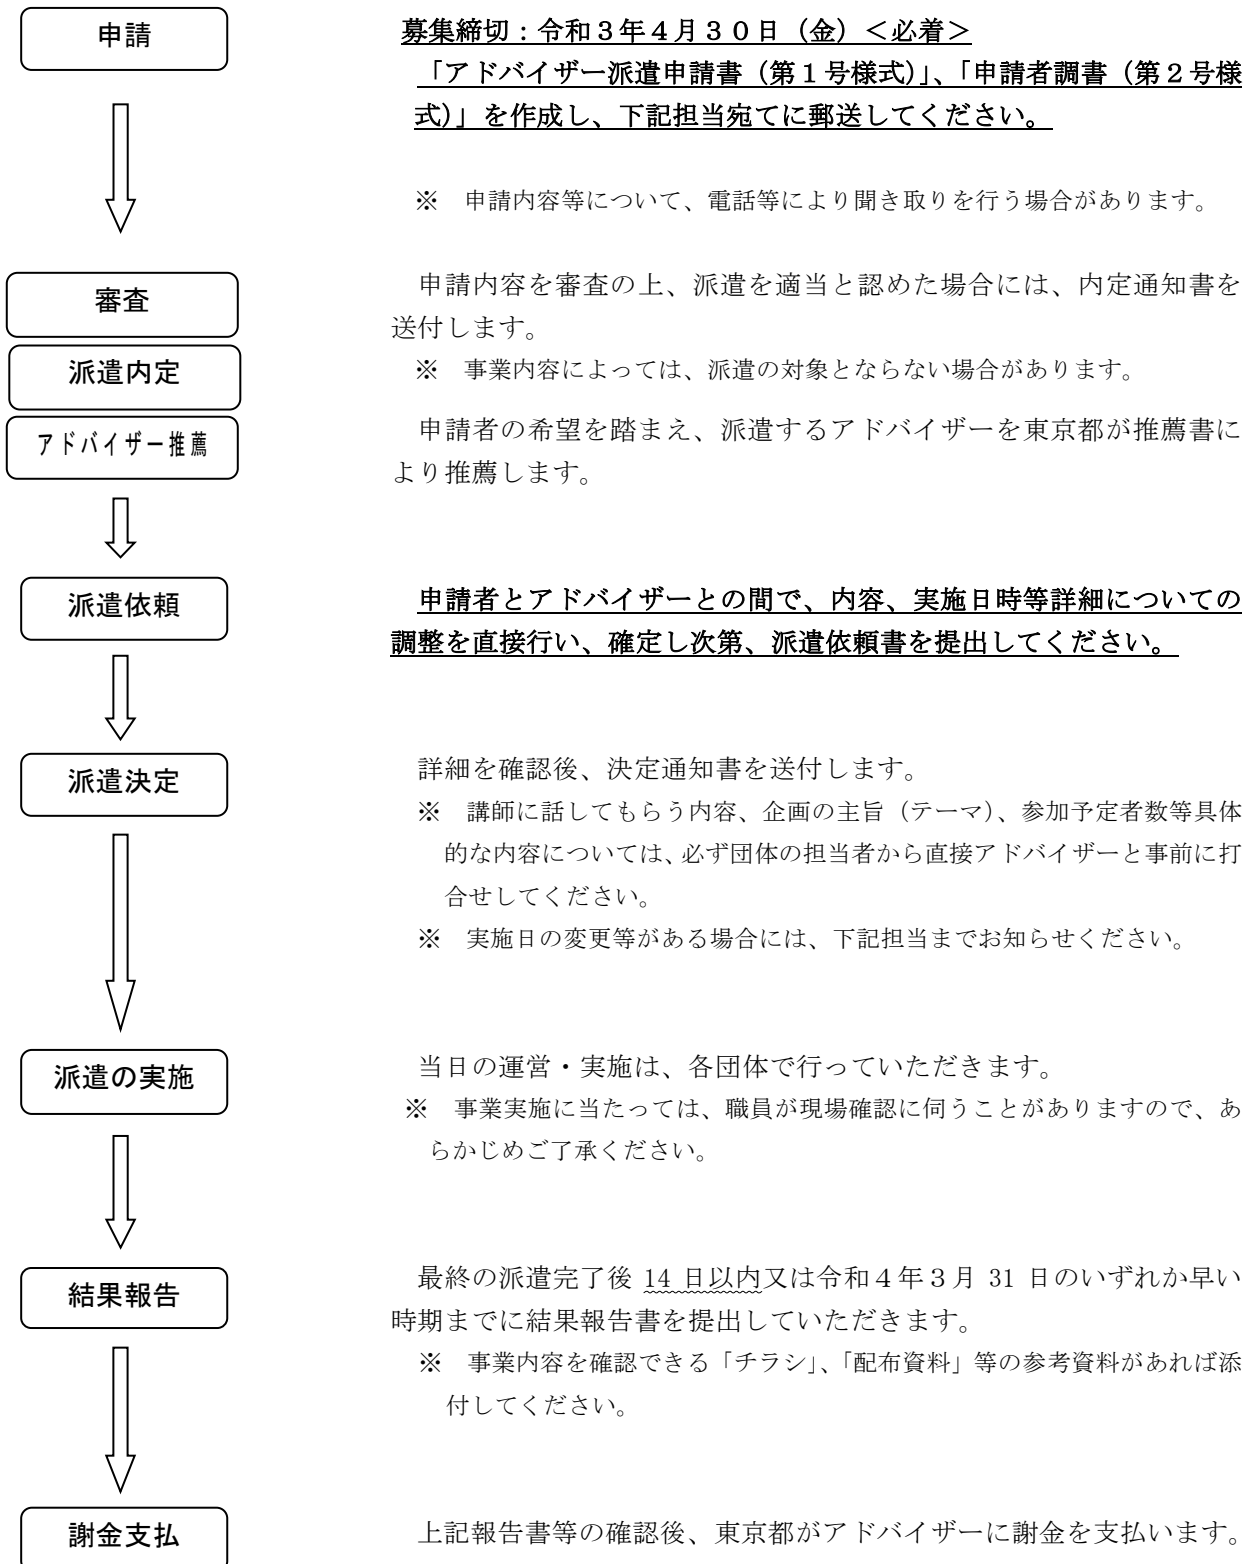 申請
募集締切：令和３年４月３０日（金）＜必着＞
「アドバイザー派遣申請書（第１号様式）」、「申請者調書（第２号様
式）」を作成し、下記担当宛てに郵送してください。
※　申請内容等について、電話等により聞き取りを行う場合があります。
審査
申請内容を審査の上、派遣を適当と認めた場合には、内定通知書を
送付します。
派遣内定
※　事業内容によっては、派遣の対象とならない場合があります。
アドバイザー推薦
申請者の希望を踏まえ、派遣するアドバイザーを東京都が推薦書に
より推薦します。
派遣依頼
申請者とアドバイザーとの間で、内容、実施日時等詳細についての
調整を直接行い、確定し次第、派遣依頼書を提出してください。
派遣決定
詳細を確認後、決定通知書を送付します。
※　講師に話してもらう内容、企画の主旨（テーマ）、参加予定者数等具体
的な内容については、必ず団体の担当者から直接アドバイザーと事前に打
合せしてください。
※　実施日の変更等がある場合には、下記担当までお知らせください。
派遣の実施
当日の運営・実施は、各団体で行っていただきます。
※　事業実施に当たっては、職員が現場確認に伺うことがありますので、あ
らかじめご了承ください。
結果報告
最終の派遣完了後 14 日以内又は令和４年３月 31 日のいずれか早い
時期までに結果報告書を提出していただきます。
※　事業内容を確認できる「チラシ」、「配布資料」等の参考資料があれば添
付してください。
謝金支払
上記報告書等の確認後、東京都がアドバイザーに謝金を支払います。